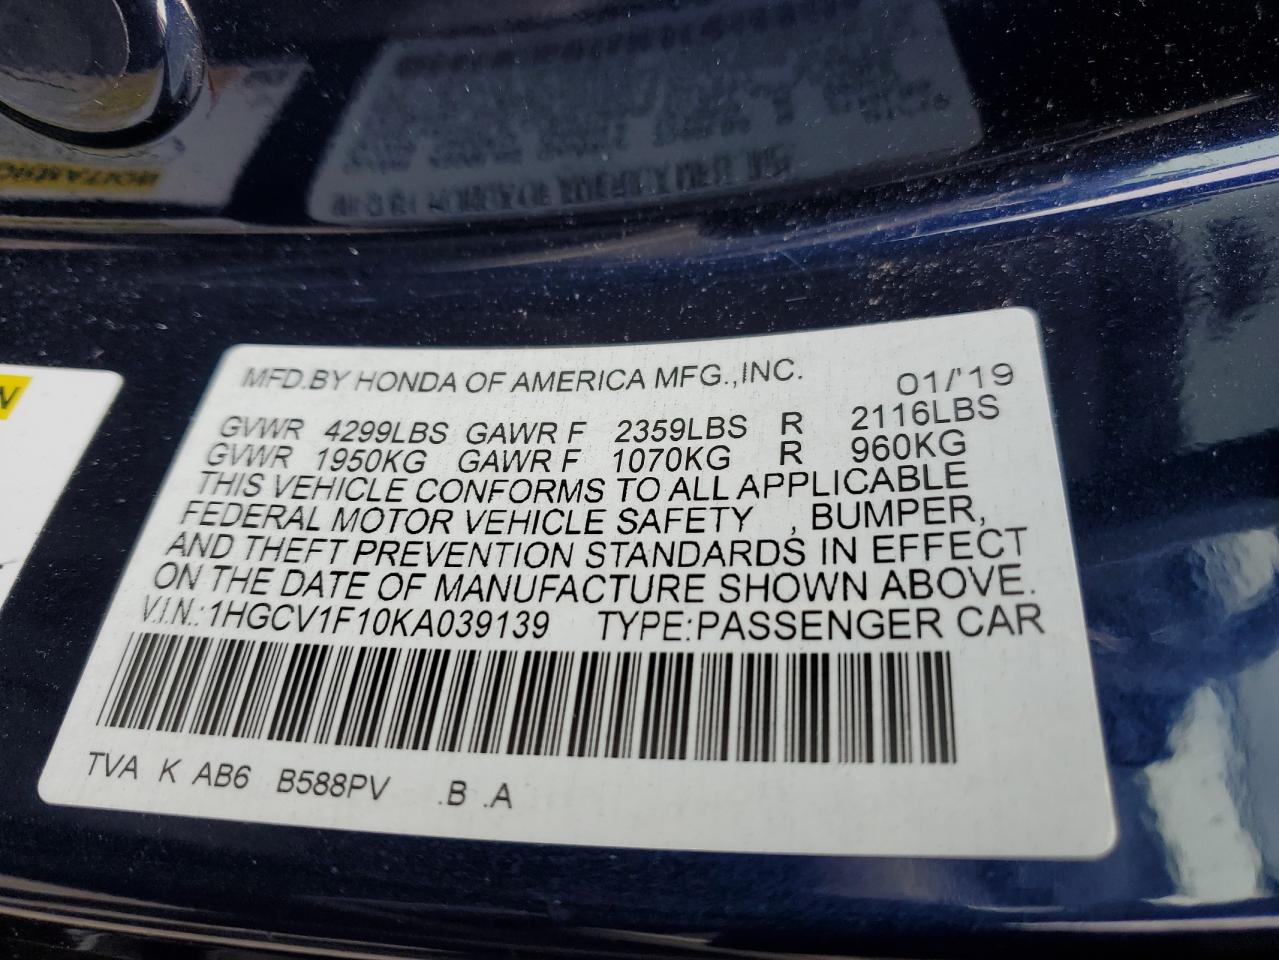 MFD.BY HONDA OF AMERICA MFG.,INC. 01/'19
GVWR 4299LBS GAWR F 2359LBS R 2116LBS
GVWR 1950KG GAWR F 1070KG R 960KG
THIS VEHICLE CONFORMS TO ALL APPLICABLE
FEDERAL MOTOR VEHICLE SAFETY , BUMPER,
AND THEFT PREVENTION STANDARDS IN EFFECT
ON THE DATE OF MANUFACTURE SHOWN ABOVE.
V.I.N.: 1HGCV1F10KA039139 TYPE:PASSENGER CAR
TVA K AB6 B588PV .B .A
N